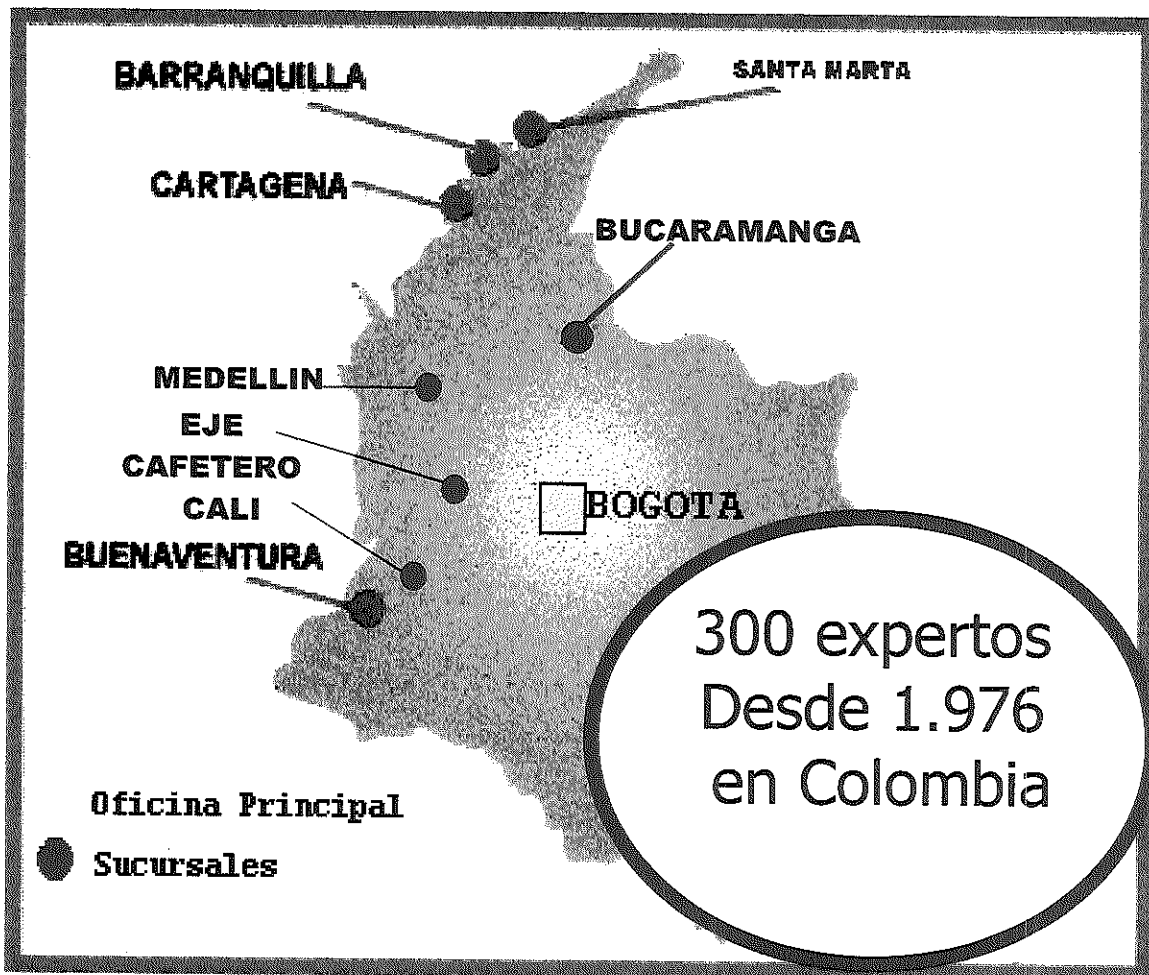 BARRANQUILLA
SANTA MARTA
CARTAGENA
BUCARAMANGA
MEDELLIN
EJE
CAFETERO
CALI
BUENAVENTURA
BOGOTA
300 expertos
Desde 1.976
en Colombia
Oficina Principal
Sucursales